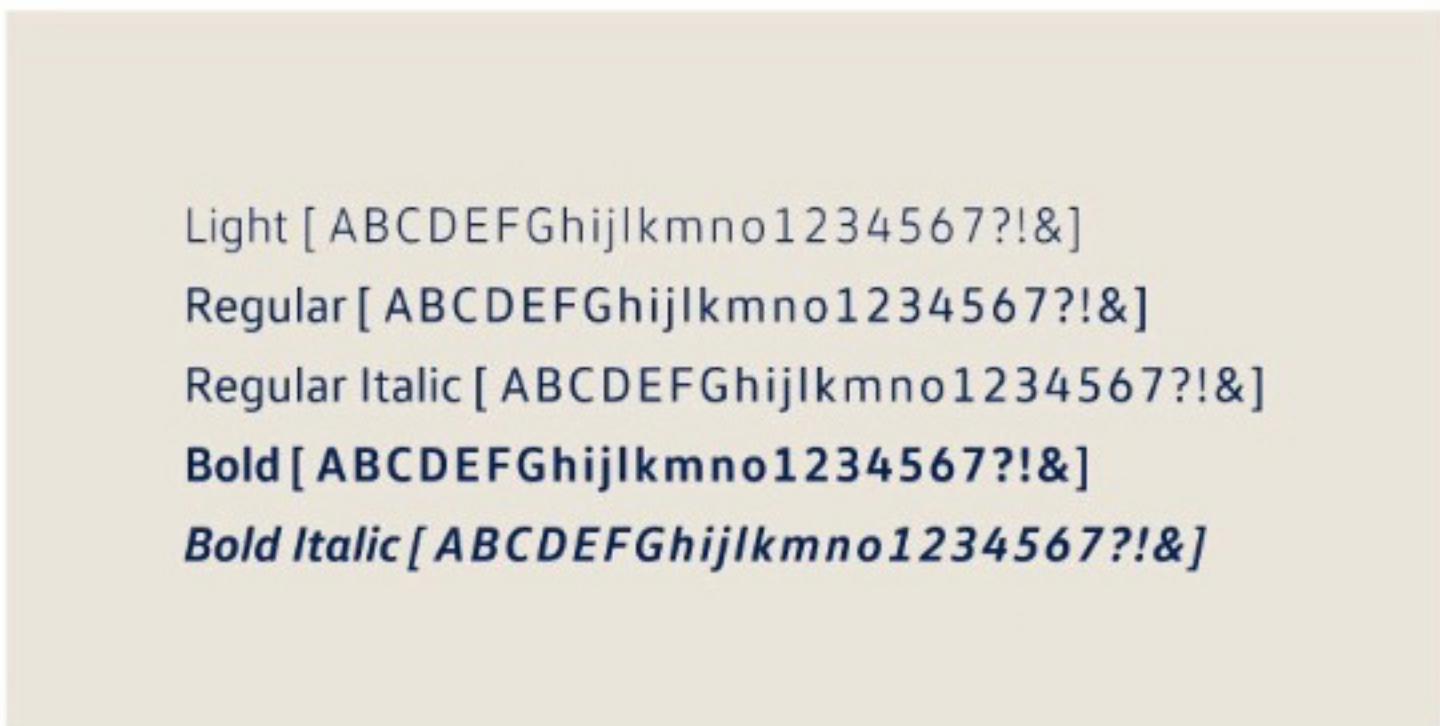 Light [ ABCDEFGhijlkmno1234567?!&]
Regular [ ABCDEFGhijlkmno1234567?!&]
Regular Italic [ ABCDEFGhijlkmno1234567?!&]
Bold [ ABCDEFGhijlkmno1234567?!&]
Bold Italic [ ABCDEFGhijlkmno1234567?!&]